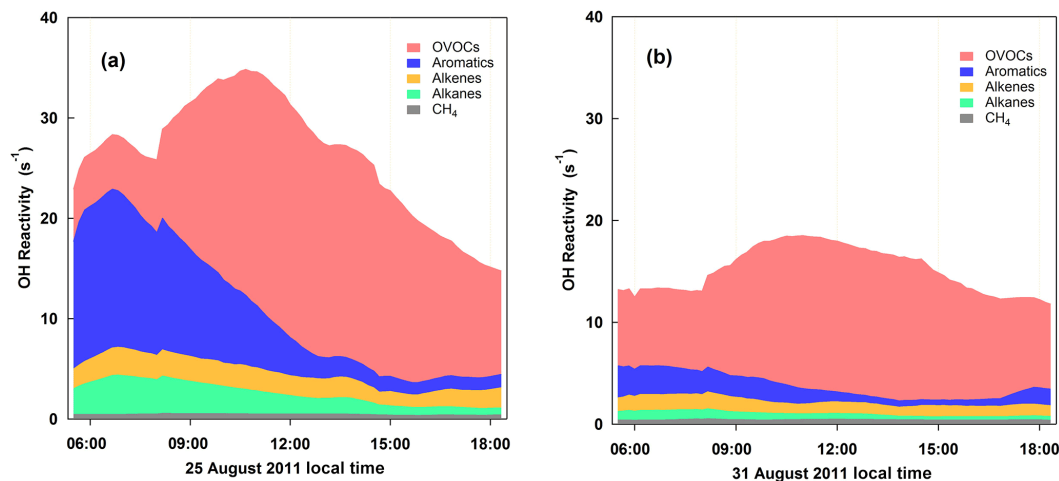 40
30
20
10
0
OH Reactivity (s⁻¹)
(a)
OVOCs
Aromatics
Alkenes
Alkanes
CH₄
06:00 09:00 12:00 15:00 18:00
25 August 2011 local time
40
30
20
10
0
OH Reactivity (s⁻¹)
(b)
OVOCs
Aromatics
Alkenes
Alkanes
CH₄
06:00 09:00 12:00 15:00 18:00
31 August 2011 local time